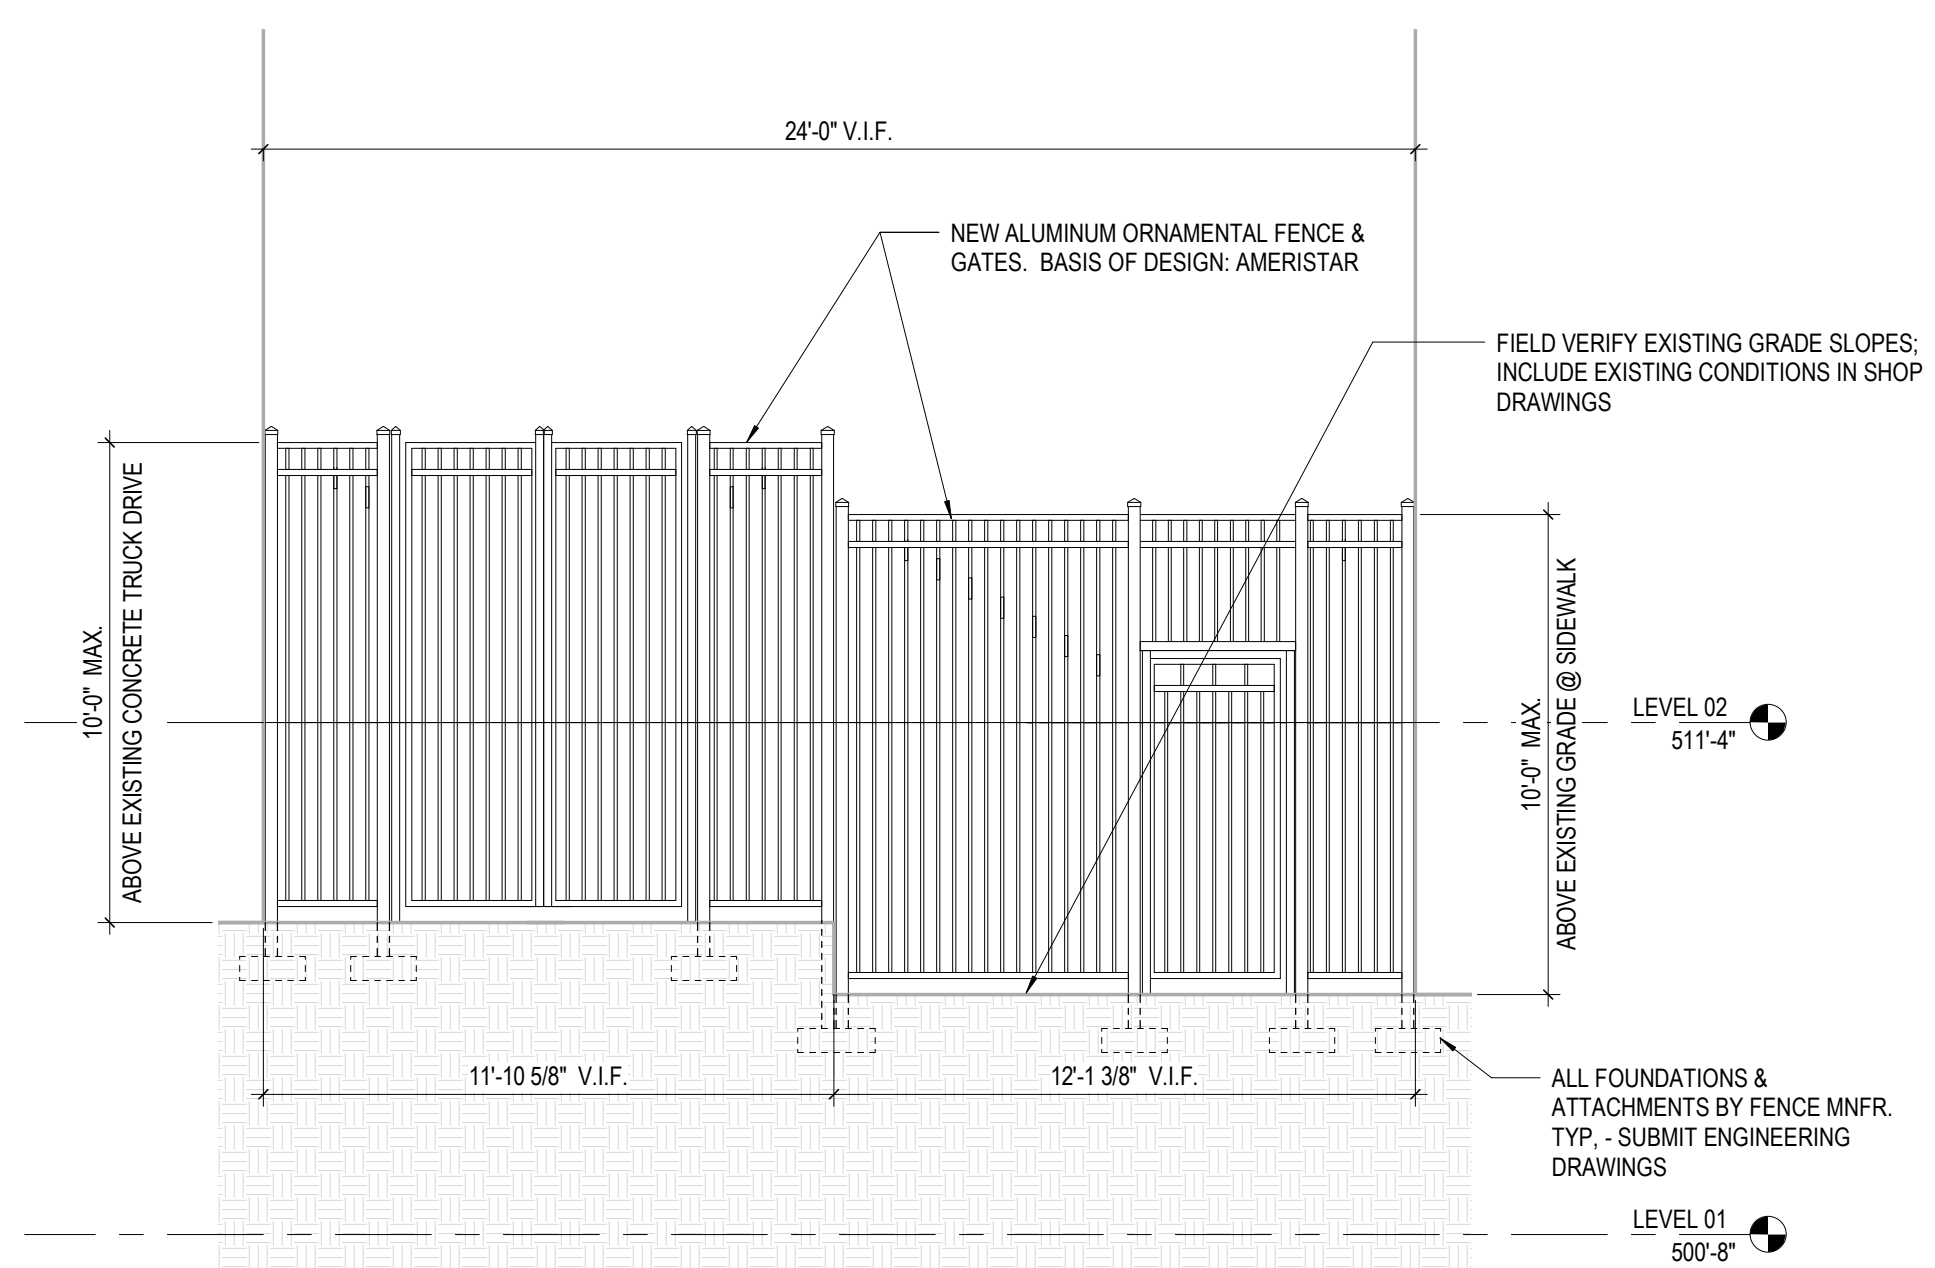 24'-0" V.I.F.
NEW ALUMINUM ORNAMENTAL FENCE &
GATES. BASIS OF DESIGN: AMERISTAR
FIELD VERIFY EXISTING GRADE SLOPES;
INCLUDE EXISTING CONDITIONS IN SHOP
DRAWINGS
10'-0" MAX.
ABOVE EXISTING CONCRETE TRUCK DRIVE
10'-0" MAX.
ABOVE EXISTING GRADE @ SIDEWALK
LEVEL 02
511'-4"
11'-10 5/8" V.I.F.
12'-1 3/8" V.I.F.
ALL FOUNDATIONS &
ATTACHMENTS BY FENCE MNFR.
TYP, - SUBMIT ENGINEERING
DRAWINGS
LEVEL 01
500'-8"